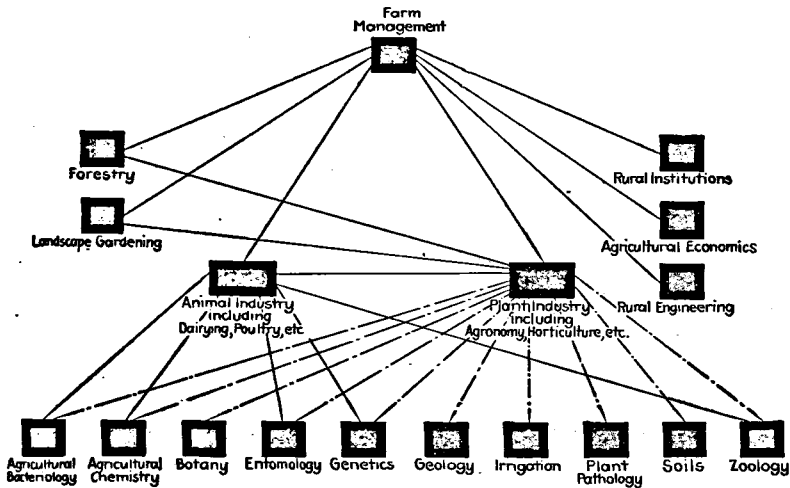 Farm
Management
Forestry
Rural Institutions
Landscape Gardening
Agricultural Economics
Animal Industry
including
Dairying, Poultry, etc
Plant Industry
including
Agronomy, Horticulture, etc.
Rural Engineering
Agricultural
Bacteriology
Agricultural
Chemistry
Botany
Entomology
Genetics
Geology
Irrigation
Plant
Pathology
Soils
Zoology